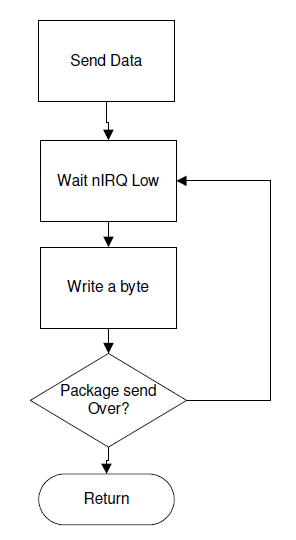 Send Data
Wait nIRQ Low
Write a byte
Package send
Over?
Return